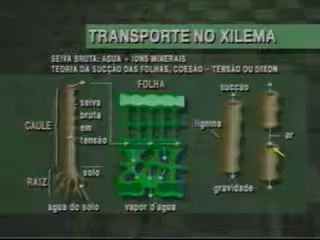 TRANSPORTE NO XILEMA
SEIVA BRUTA: ÁGUA + ÍONS MINERAIS
TEORIA DA SUCÇÃO DAS FOLHAS, COESÃO - TENSÃO OU DIXON
FOLHA
sucção
seiva
bruta
em
tensão
CAULE
lignina
ar
solo
RAIZ
gravidade
água do solo
vapor d'água